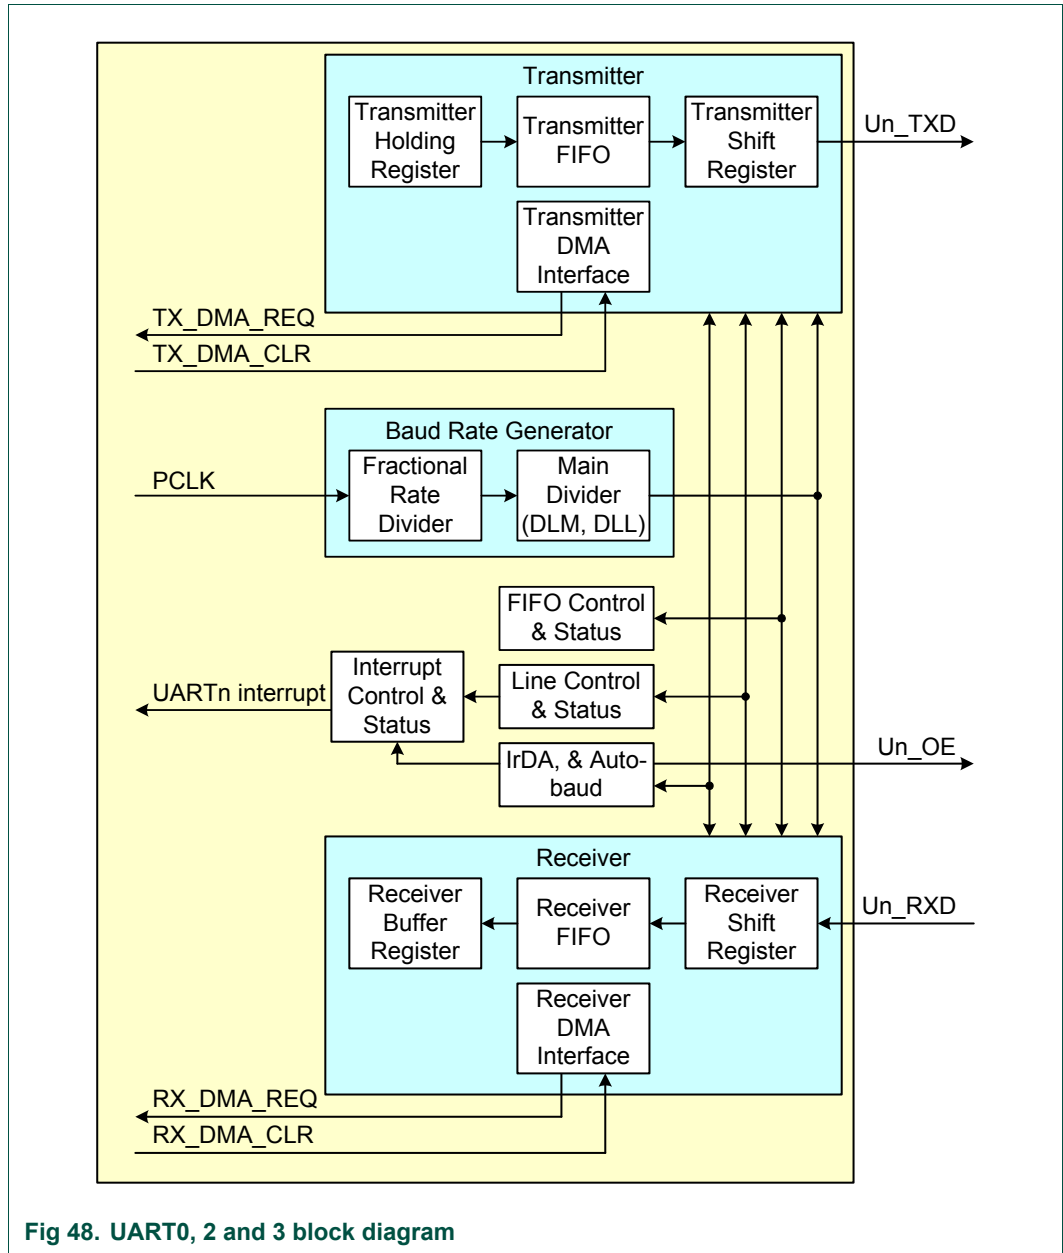 Transmitter
Transmitter
Holding
Register
Transmitter
FIFO
Transmitter
Shift
Register
Un_TXD
Transmitter
DMA
Interface
TX_DMA_REQ
TX_DMA_CLR
Baud Rate Generator
PCLK
Fractional
Rate
Divider
Main
Divider
(DLM, DLL)
FIFO Control
& Status
UARTn interrupt
Interrupt
Control &
Status
Line Control
& Status
IrDA, & Auto-
baud
Un_OE
Receiver
Receiver
Buffer
Register
Receiver
FIFO
Receiver
Shift
Register
Un_RXD
Receiver
DMA
Interface
RX_DMA_REQ
RX_DMA_CLR
Fig 48. UART0, 2 and 3 block diagram